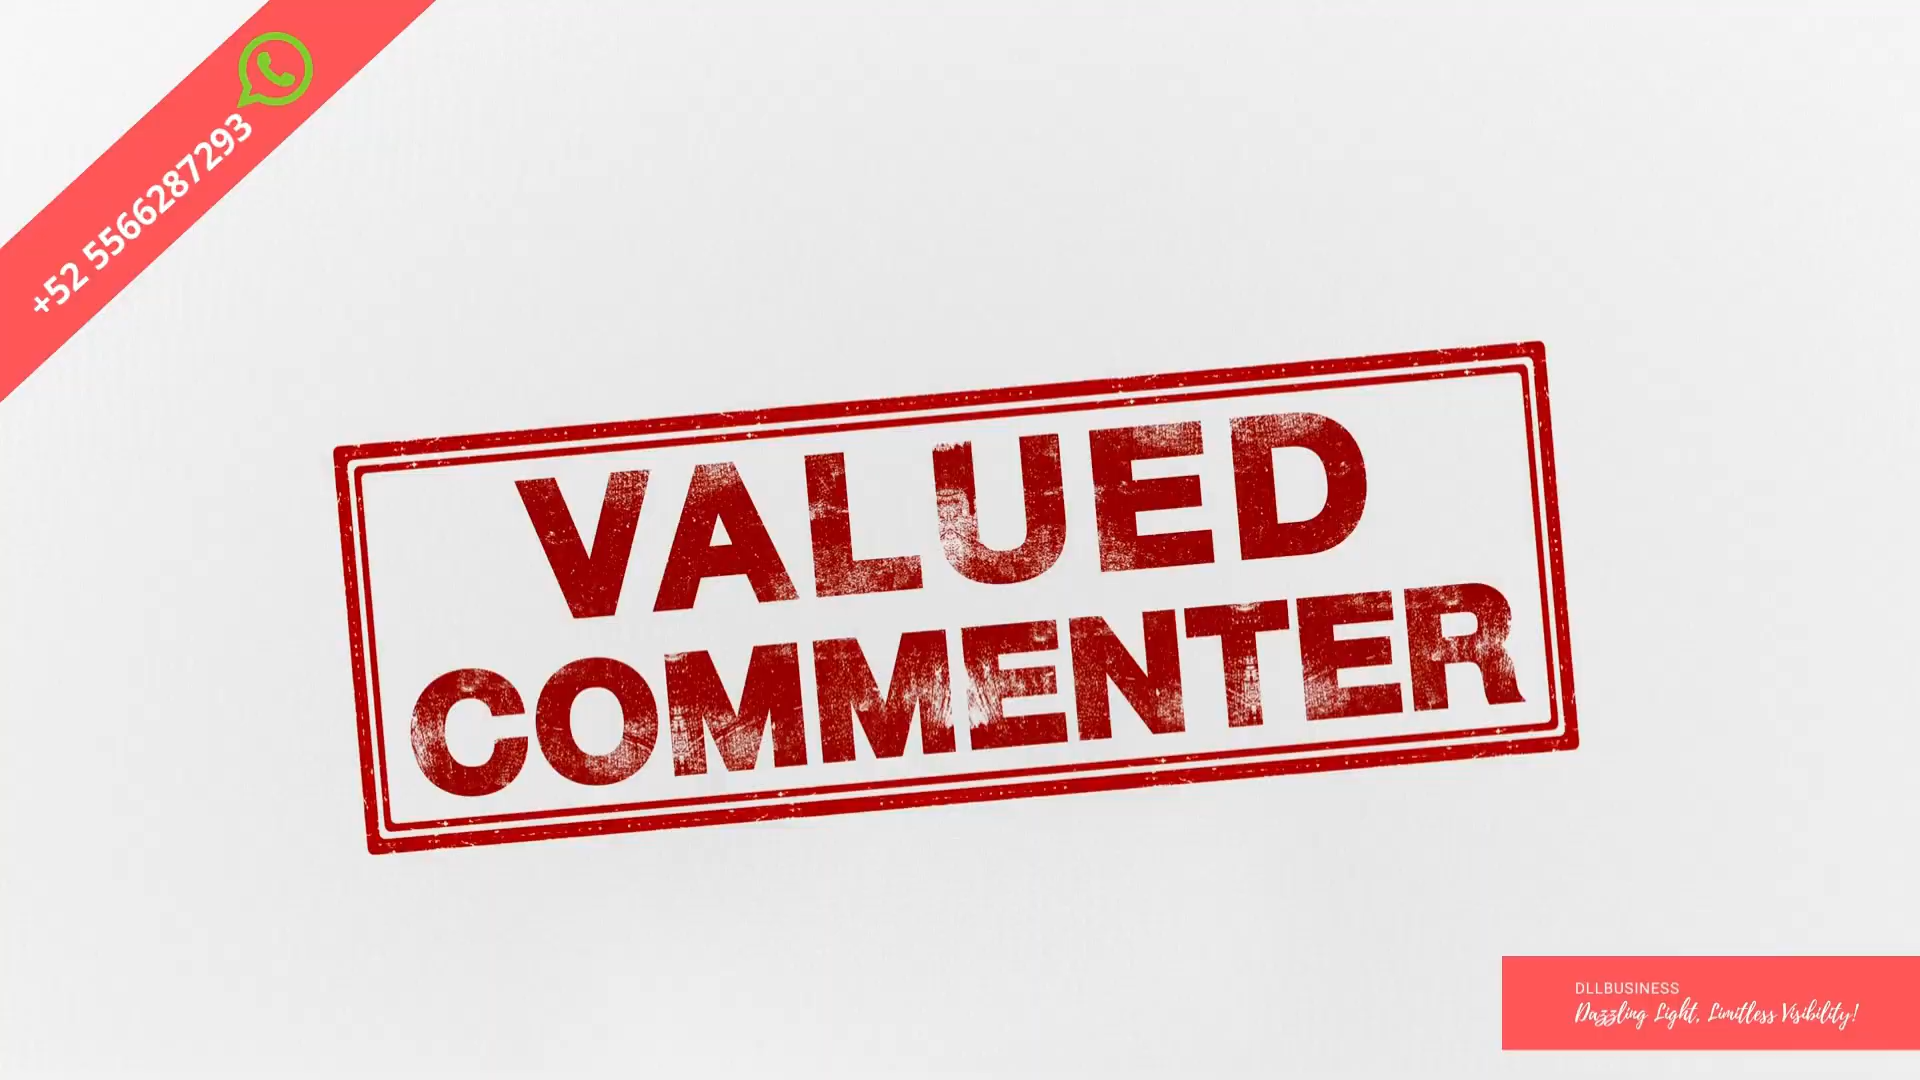 +52 5566287293
VALUED
COMMENTER
DLLBUSINESS
Dazzling Light, Limitless Visibility!